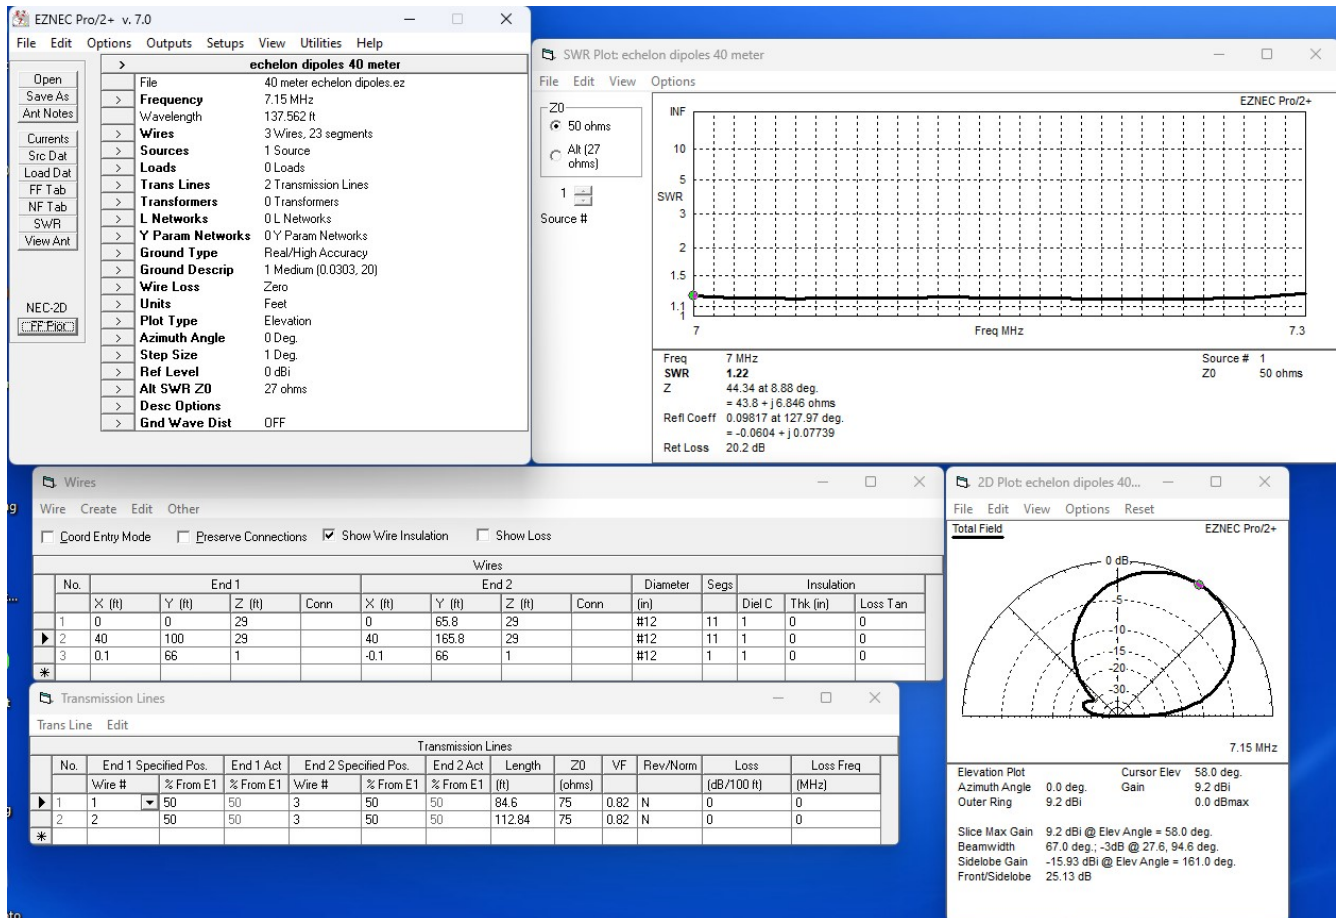 EZNEC Pro/2+ v. 7.0
File Edit Options Outputs Setups View Utilities Help
Open
Save As
Ant Notes
Currents
Src Dat
Load Dat
FF Tab
NF Tab
SWR
View Ant
NEC-2D
FF Plot
> echelon dipoles 40 meter
File 40 meter echelon dipoles.ez
> Frequency 7.15 MHz
Wavelength 137.562 ft
> Wires 3 Wires, 23 segments
> Sources 1 Source
> Loads 0 Loads
> Trans Lines 2 Transmission Lines
> Transformers 0 Transformers
> L Networks 0 L Networks
> Y Param Networks 0 Y Param Networks
> Ground Type Real/High Accuracy
> Ground Descrip 1 Medium (0.0303, 20)
> Wire Loss Zero
> Units Feet
> Plot Type Elevation
> Azimuth Angle 0 Deg.
> Step Size 1 Deg.
> Ref Level 0 dBi
> Alt SWR Z0 27 ohms
> Desc Options
> Gnd Wave Dist OFF
SWR Plot: echelon dipoles 40 meter
File Edit View Options
Z0
50 ohms
Alt (27
ohms)
1
Source #
EZNEC Pro/2+
INF
10
5
SWR
3
2
1.5
1.1
1
7 Freq MHz 7.3
Freq 7 MHz Source # 1
SWR 1.22 Z0 50 ohms
Z 44.34 at 8.88 deg.
= 43.8 + j 6.846 ohms
Refl Coeff 0.09817 at 127.97 deg.
= -0.0604 + j 0.07739
Ret Loss 20.2 dB
Wires
Wire Create Edit Other
Coord Entry Mode Preserve Connections Show Wire Insulation Show Loss
Wires
No. End 1 End 2 Diameter Segs Insulation
X (ft) Y (ft) Z (ft) Conn X (ft) Y (ft) Z (ft) Conn (in) Diel C Thk (in) Loss Tan
1 0 0 29 0 65.8 29 #12 11 1 0 0
2 40 100 29 40 165.8 29 #12 11 1 0 0
3 0.1 66 1 -0.1 66 1 #12 1 1 0 0
Transmission Lines
Trans Line Edit
Transmission Lines
No. End 1 Specified Pos. End 1 Act End 2 Specified Pos. End 2 Act Length Z0 VF Rev/Norm Loss Loss Freq
Wire # % From E1 % From E1 Wire # % From E1 % From E1 (ft) (ohms) (dB/100 ft) (MHz)
1 1 50 50 3 50 50 84.6 75 0.82 N 0 0
2 2 50 50 3 50 50 112.84 75 0.82 N 0 0
2D Plot: echelon dipoles 40...
File Edit View Options Reset
Total Field EZNEC Pro/2+
0 dB
-5
-10
-15
-20
-30
7.15 MHz
Elevation Plot Cursor Elev 58.0 deg.
Azimuth Angle 0.0 deg. Gain 9.2 dBi
Outer Ring 9.2 dBi 0.0 dBmax
Slice Max Gain 9.2 dBi @ Elev Angle = 58.0 deg.
Beamwidth 67.0 deg.; -3dB @ 27.6, 94.6 deg.
Sidelobe Gain -15.93 dBi @ Elev Angle = 161.0 deg.
Front/Sidelobe 25.13 dB